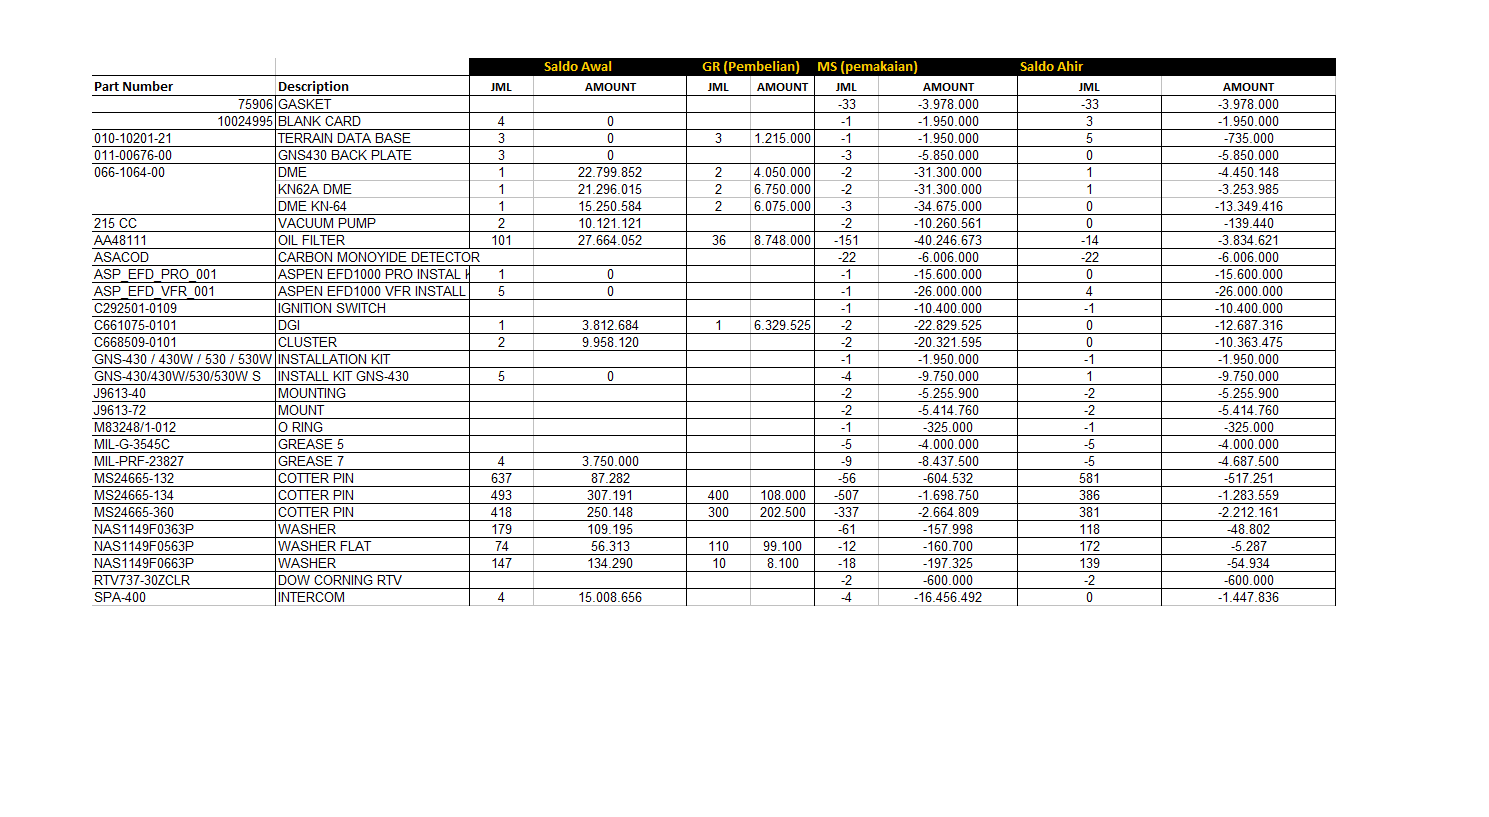 Saldo Awal GR (Pembelian) MS (pemakaian) Saldo Ahir
Part Number Description JML AMOUNT JML AMOUNT JML AMOUNT JML AMOUNT
75906 GASKET -33 -3.978.000 -33 -3.978.000
10024995 BLANK CARD 4 0 -1 -1.950.000 3 -1.950.000
010-10201-21 TERRAIN DATA BASE 3 0 3 1.215.000 -1 -1.950.000 5 -735.000
011-00676-00 GNS430 BACK PLATE 3 0 -3 -5.850.000 0 -5.850.000
066-1064-00 DME 1 22.799.852 2 4.050.000 -2 -31.300.000 1 -4.450.148
KN62A DME 1 21.296.015 2 6.750.000 -2 -31.300.000 1 -3.253.985
DME KN-64 1 15.250.584 2 6.075.000 -3 -34.675.000 0 -13.349.416
215 CC VACUUM PUMP 2 10.121.121 -2 -10.260.561 0 -139.440
AA48111 OIL FILTER 101 27.664.052 36 8.748.000 -151 -40.246.673 -14 -3.834.621
ASACOD CARBON MONOYIDE DETECTOR -22 -6.006.000 -22 -6.006.000
ASP_EFD_PRO_001 ASPEN EFD1000 PRO INSTAL 1 0 -1 -15.600.000 0 -15.600.000
ASP_EFD_VFR_001 ASPEN EFD1000 VFR INSTALL 5 0 -1 -26.000.000 4 -26.000.000
C292501-0109 IGNITION SWITCH -1 -10.400.000 -1 -10.400.000
C661075-0101 DGI 1 3.812.684 1 6.329.525 -2 -22.829.525 0 -12.687.316
C668509-0101 CLUSTER 2 9.958.120 -2 -20.321.595 0 -10.363.475
GNS-430 / 430W / 530 / 530W INSTALLATION KIT -1 -1.950.000 -1 -1.950.000
GNS-430/430W/530/530W S INSTALL KIT GNS-430 5 0 -4 -9.750.000 1 -9.750.000
J9613-40 MOUNTING -2 -5.255.900 -2 -5.255.900
J9613-72 MOUNT -2 -5.414.760 -2 -5.414.760
M83248/1-012 O RING -1 -325.000 -1 -325.000
MIL-G-3545C GREASE 5 -5 -4.000.000 -5 -4.000.000
MIL-PRF-23827 GREASE 7 4 3.750.000 -9 -8.437.500 -5 -4.687.500
MS24665-132 COTTER PIN 637 87.282 -56 -604.532 581 -517.251
MS24665-134 COTTER PIN 493 307.191 400 108.000 -507 -1.698.750 386 -1.283.559
MS24665-360 COTTER PIN 418 250.148 300 202.500 -337 -2.664.809 381 -2.212.161
NAS1149F0363P WASHER 179 109.195 -61 -157.998 118 -48.802
NAS1149F0563P WASHER FLAT 74 56.313 110 99.100 -12 -160.700 172 -5.287
NAS1149F0663P WASHER 147 134.290 10 8.100 -18 -197.325 139 -54.934
RTV737-30ZCLR DOW CORNING RTV -2 -600.000 -2 -600.000
SPA-400 INTERCOM 4 15.008.656 -4 -16.456.492 0 -1.447.836